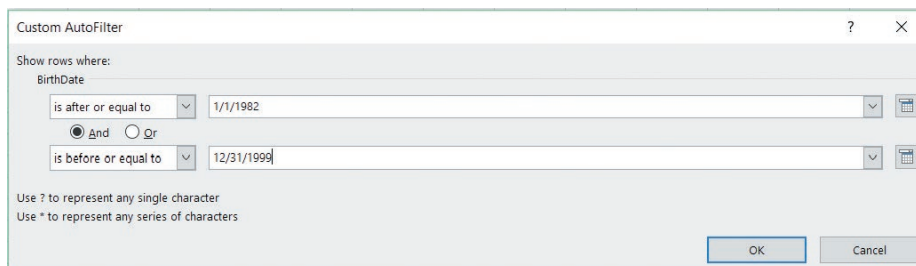 Custom AutoFilter ?
Show rows where:
BirthDate
is after or equal to 1/1/1982
And Or
is before or equal to 12/31/1999
Use ? to represent any single character
Use * to represent any series of characters
OK Cancel